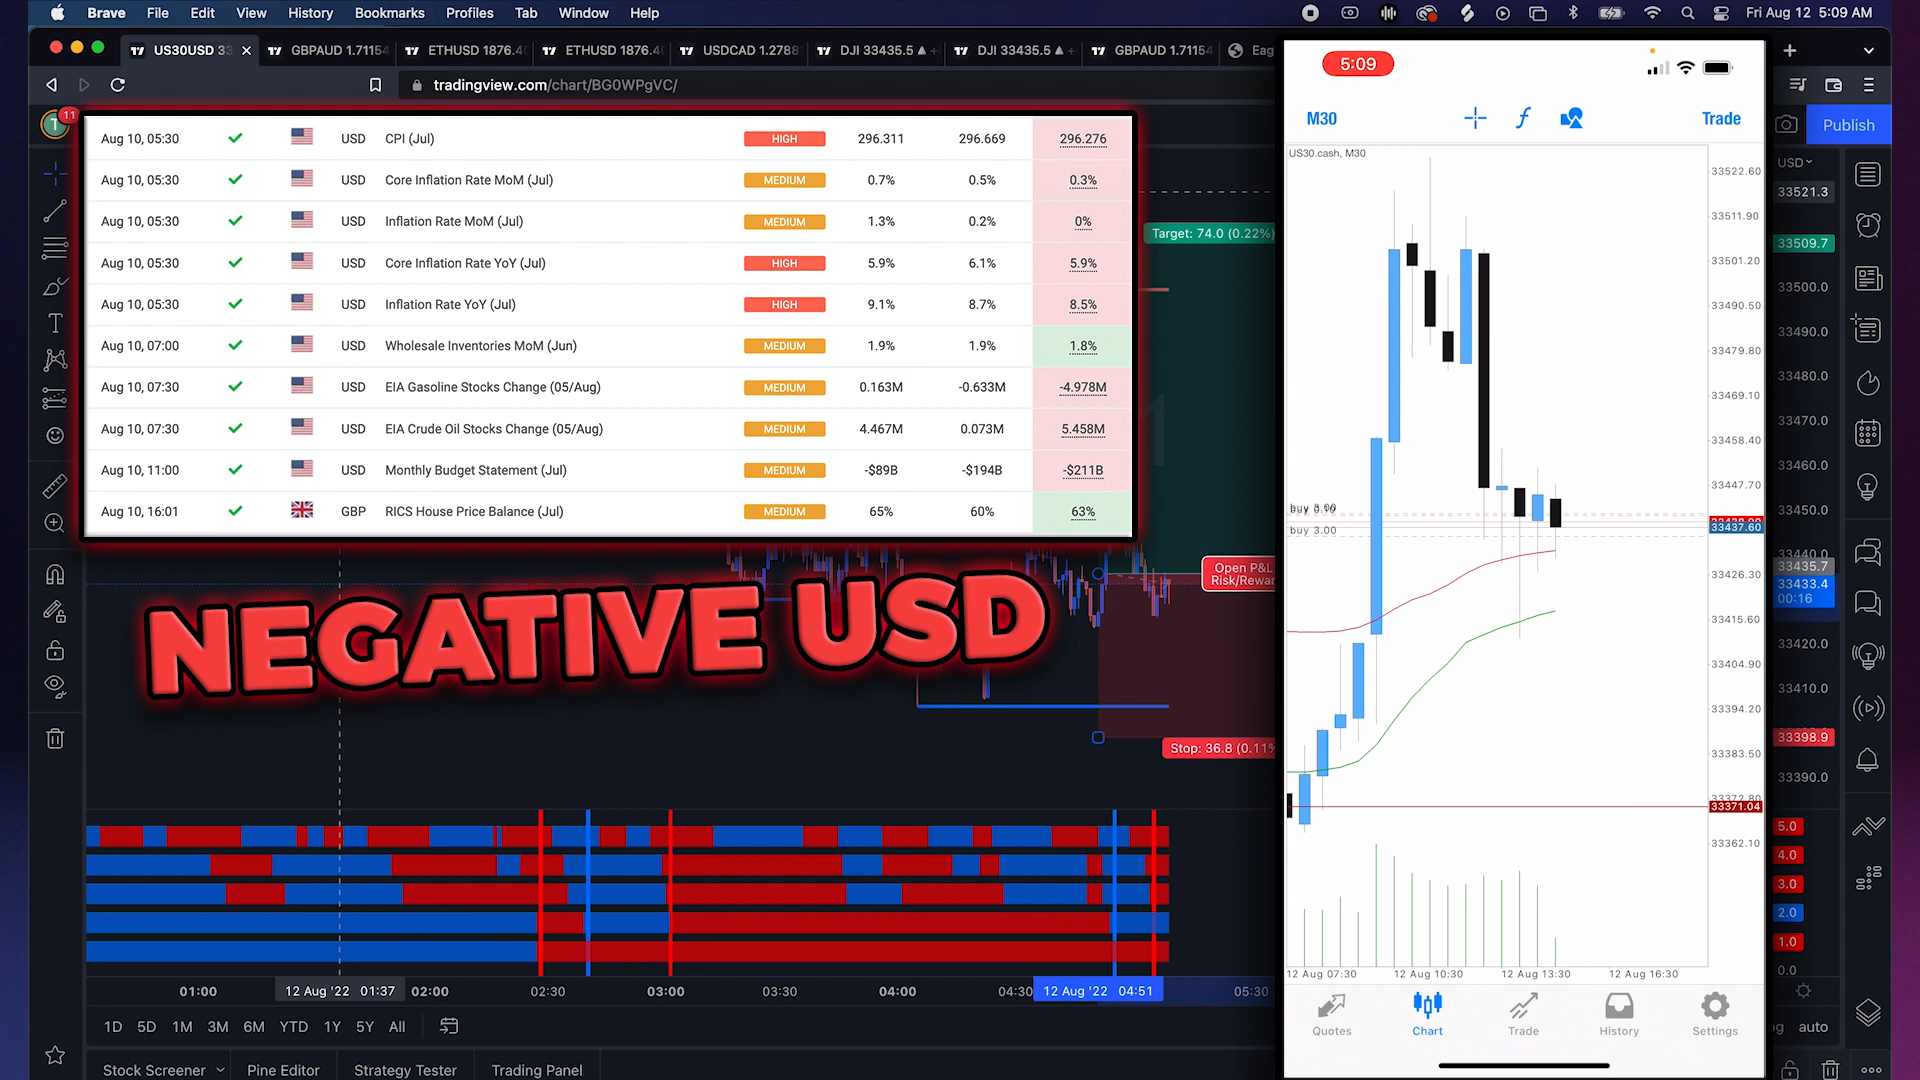 Brave File Edit View History Bookmarks Profiles Tab Window Help
Fri Aug 12 5:09 AM
US30USD 33
GBPAUD 1.71154
ETHUSD 1876.40
ETHUSD 1876.40
USDCAD 1.2788
DJI 33435.5
DJI 33435.5
GBPAUD 1.71154
Eag
tradingview.com/chart/BG0WPgVC/
T 11
Publish
Aug 10, 05:30 USD CPI (Jul) HIGH 296.311 296.669 296.276
Aug 10, 05:30 USD Core Inflation Rate MoM (Jul) MEDIUM 0.7% 0.5% 0.3%
Aug 10, 05:30 USD Inflation Rate MoM (Jul) MEDIUM 1.3% 0.2% 0%
Aug 10, 05:30 USD Core Inflation Rate YoY (Jul) HIGH 5.9% 6.1% 5.9%
Aug 10, 05:30 USD Inflation Rate YoY (Jul) HIGH 9.1% 8.7% 8.5%
Aug 10, 07:00 USD Wholesale Inventories MoM (Jun) MEDIUM 1.9% 1.9% 1.8%
Aug 10, 07:30 USD EIA Gasoline Stocks Change (05/Aug) MEDIUM 0.163M -0.633M -4.978M
Aug 10, 07:30 USD EIA Crude Oil Stocks Change (05/Aug) MEDIUM 4.467M 0.073M 5.458M
Aug 10, 11:00 USD Monthly Budget Statement (Jul) MEDIUM -$89B -$194B -$211B
Aug 10, 16:01 GBP RICS House Price Balance (Jul) MEDIUM 65% 60% 63%
NEGATIVE USD
Target: 74.0 (0.22%)
Open P&L
Risk/Rewar
Stop: 36.8 (0.11%
01:00
12 Aug '22 01:37
02:00
02:30
03:00
03:30
04:00
04:30
12 Aug '22 04:51
05:30
1D 5D 1M 3M 6M YTD 1Y 5Y All
Stock Screener
Pine Editor
Strategy Tester
Trading Panel
5:09
M30
Trade
US30.cash, M30
33522.60
33511.90
33501.20
33490.50
33479.80
33469.10
33458.40
33447.70
33437.60
33426.30
33415.60
33404.90
33394.20
33383.50
33372.80
33371.04
33362.10
buy 3.00
12 Aug 07:30
12 Aug 10:30
12 Aug 13:30
12 Aug 16:30
Quotes
Chart
Trade
History
Settings
USD
33521.3
33509.7
33500.0
33490.0
33480.0
33470.0
33460.0
33450.0
33440.0
33435.7
33433.4
00:16
33420.0
33410.0
33398.9
33390.0
5.0
4.0
3.0
2.0
1.0
0.0
auto